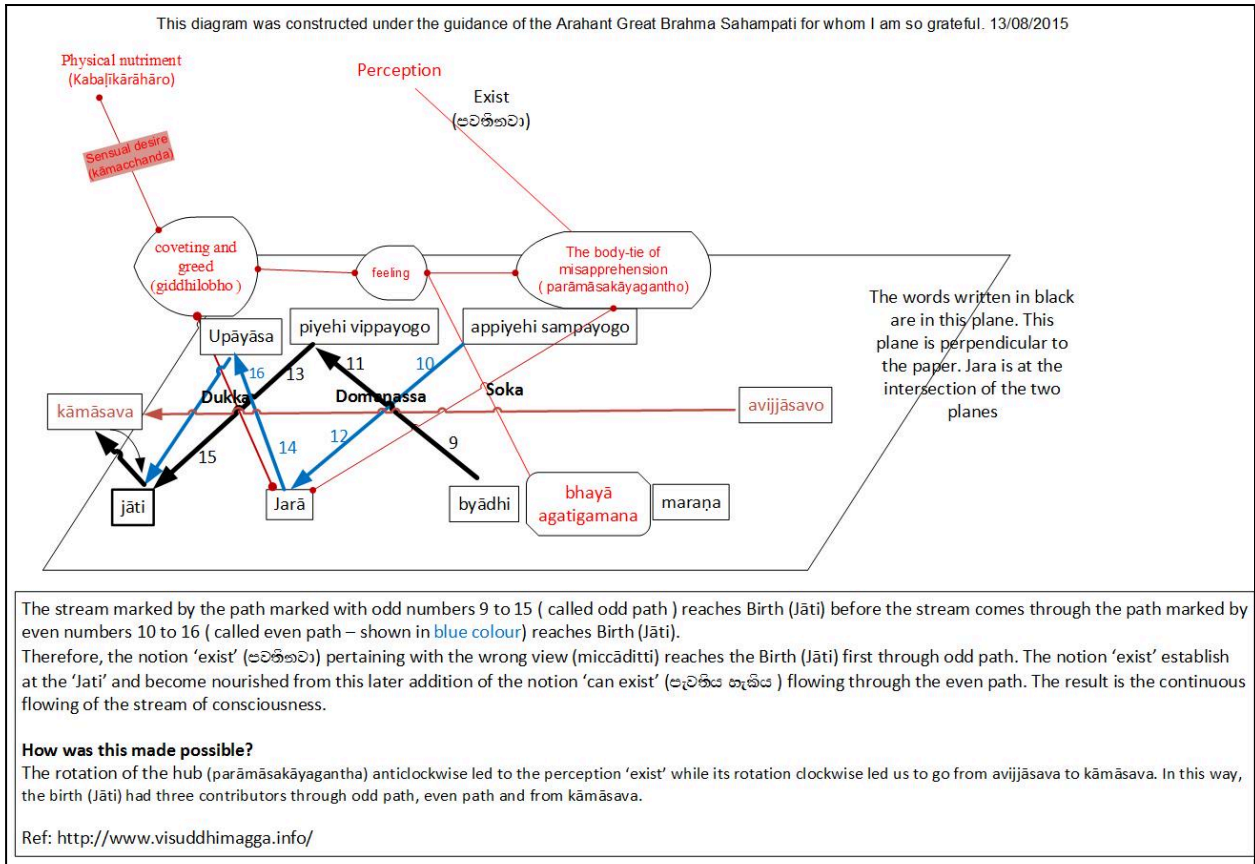 This diagram was constructed under the guidance of the Arahant Great Brahma Sahampati for whom I am so grateful. 13/08/2015
Physical nutriment
(Kabaḷīkārāhāro)
Perception
Exist
(පවතිනවා)
Sensual desire
(kāmacchanda)
coveting and
greed
(giddhilobho )
feeling
The body-tie of
misapprehension
( parāmāsakāyagantho)
The words written in black
are in this plane. This
plane is perpendicular to
the paper. Jara is at the
intersection of the two
planes
Upāyāsa
piyehi vippayogo
appiyehi sampayogo
16
13
11
10
Dukka
Domanassa
Soka
kāmāsava
avijjāsavo
15
14
12
9
jāti
Jarā
byādhi
bhayā
agatigamana
maraṇa
The stream marked by the path marked with odd numbers 9 to 15 ( called odd path ) reaches Birth (Jāti) before the stream comes through the path marked by
even numbers 10 to 16 ( called even path – shown in blue colour) reaches Birth (Jāti).
Therefore, the notion ‘exist’ (පවතිනවා) pertaining with the wrong view (miccāditti) reaches the Birth (Jāti) first through odd path. The notion ‘exist’ establish
at the ‘Jati’ and become nourished from this later addition of the notion ‘can exist’ (පැවතිය හැකිය ) flowing through the even path. The result is the continuous
flowing of the stream of consciousness.
How was this made possible?
The rotation of the hub (parāmāsakāyagantha) anticlockwise led to the perception ‘exist’ while its rotation clockwise led us to go from avijjāsava to kāmāsava. In this way,
the birth (Jāti) had three contributors through odd path, even path and from kāmāsava.
Ref: http://www.visuddhimagga.info/